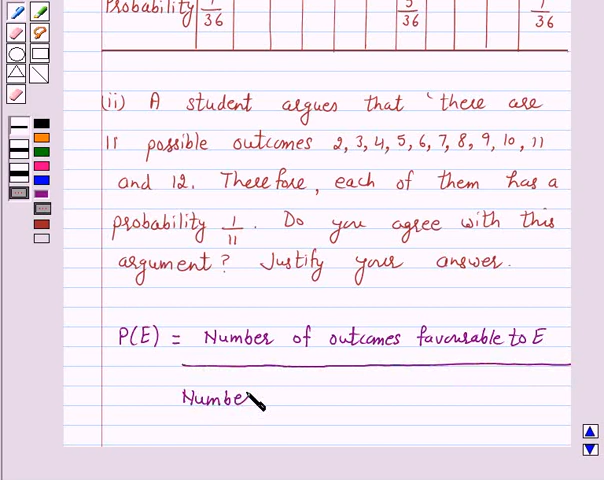 Probability 1/36 5/36 1/36
(ii) A student argues that 'there are
11 possible outcomes 2, 3, 4, 5, 6, 7, 8, 9, 10, 11
and 12. Therefore, each of them has a
probability 1/11. Do you agree with this
argument? Justify your answer.
P(E) = Number of outcomes favourable to E
Numbe